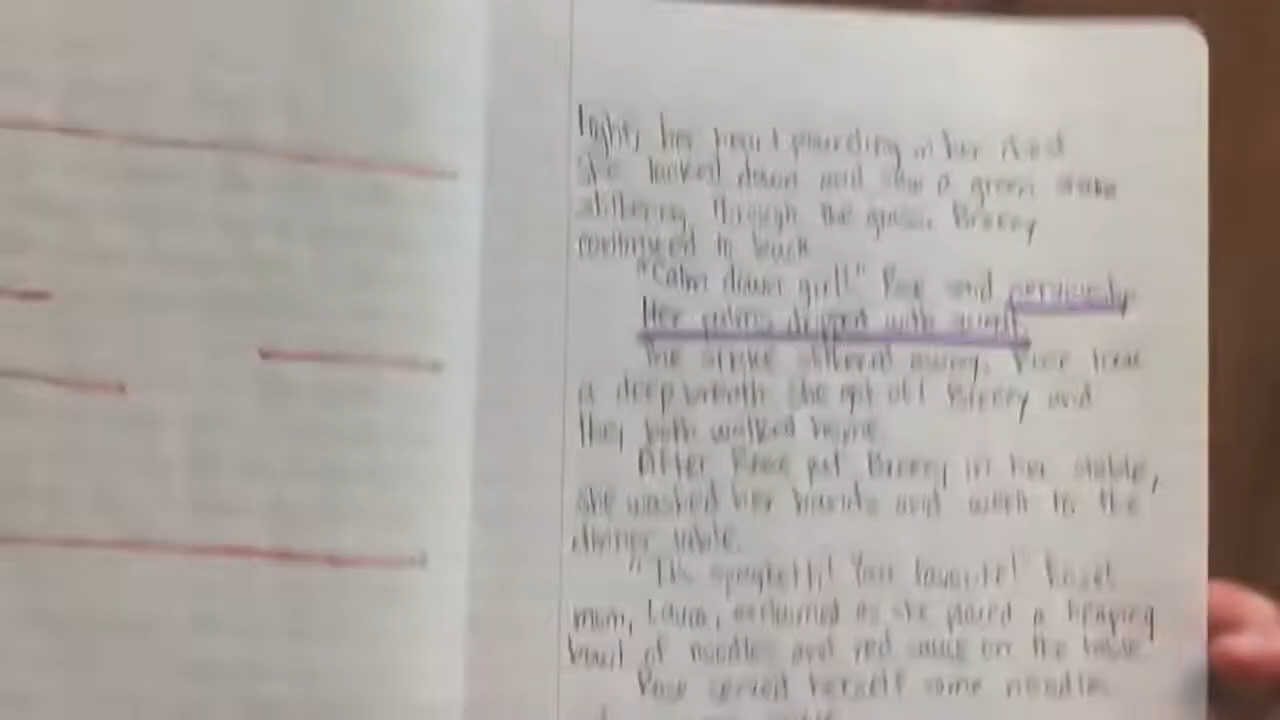 her heart pounding in her chest
She looked down and saw a green snake
slithering through the grass. Breezy
continued to buck
"Calm down girl!" Rose said nervously
Her palms dripped with sweat
The snake slithered away. Rose took
a deep breath She got off Breezy and
they both walked home
After Rose put Breezy in her stable,
she washed her hands and went to the
dinner table
"It's spaghetti! Your favorite!"
mom, Laura, exclaimed as she placed a heaping
bowl of noodles and red sauce on the table
Rose served herself some noodles